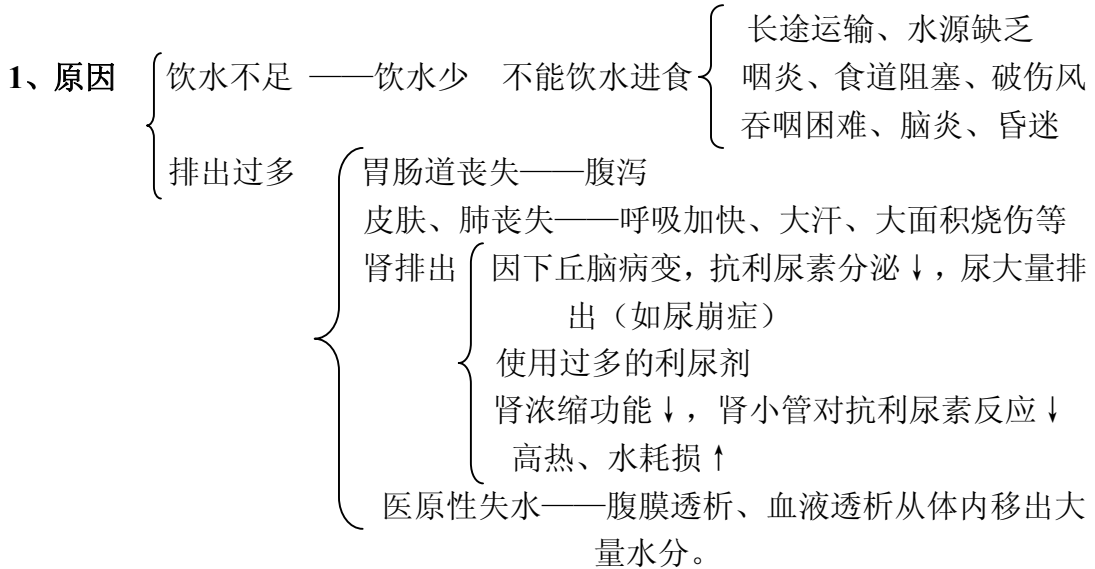 长途运输、水源缺乏
1、原因 饮水不足 ——饮水少 不能饮水进食 咽炎、食道阻塞、破伤风
吞咽困难、脑炎、昏迷
排出过多 胃肠道丧失——腹泻
皮肤、肺丧失——呼吸加快、大汗、大面积烧伤等
肾排出 因下丘脑病变，抗利尿素分泌↓，尿大量排
出（如尿崩症）
使用过多的利尿剂
肾浓缩功能↓，肾小管对抗利尿素反应↓
高热、水耗损↑
医原性失水——腹膜透析、血液透析从体内移出大
量水分。